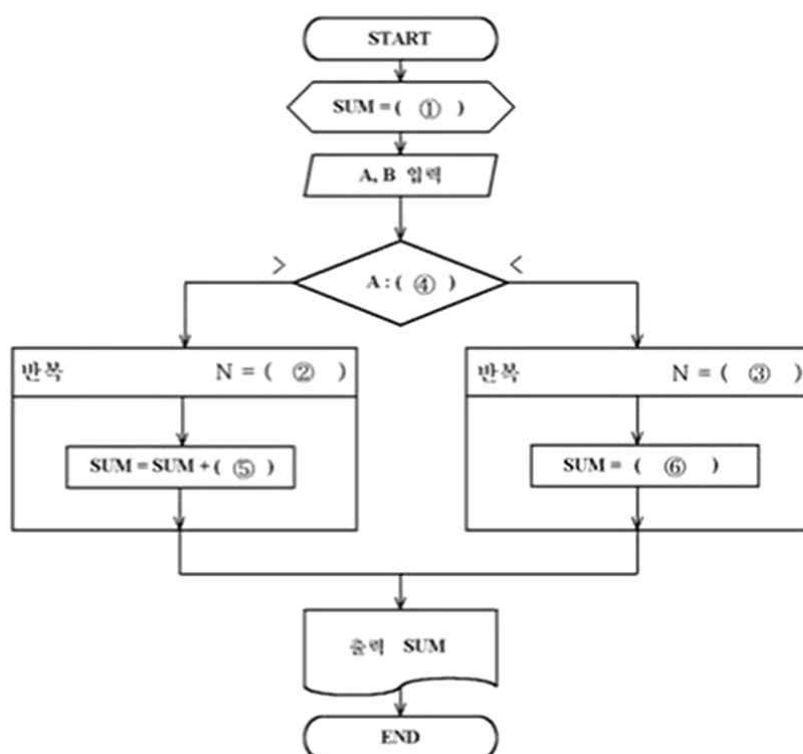 START
SUM = ( ① )
A, B 입력
>
<
A : ( ④ )
반복 N = ( ② )
반복 N = ( ③ )
SUM = SUM + ( ⑤ )
SUM = ( ⑥ )
출력 SUM
END